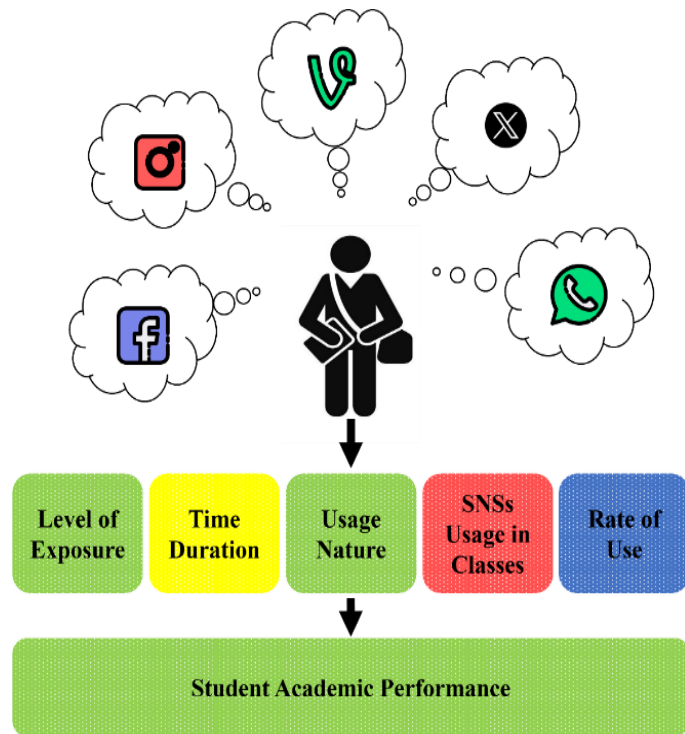 Level of
Exposure
Time
Duration
Usage
Nature
SNSs
Usage in
Classes
Rate of
Use
Student Academic Performance